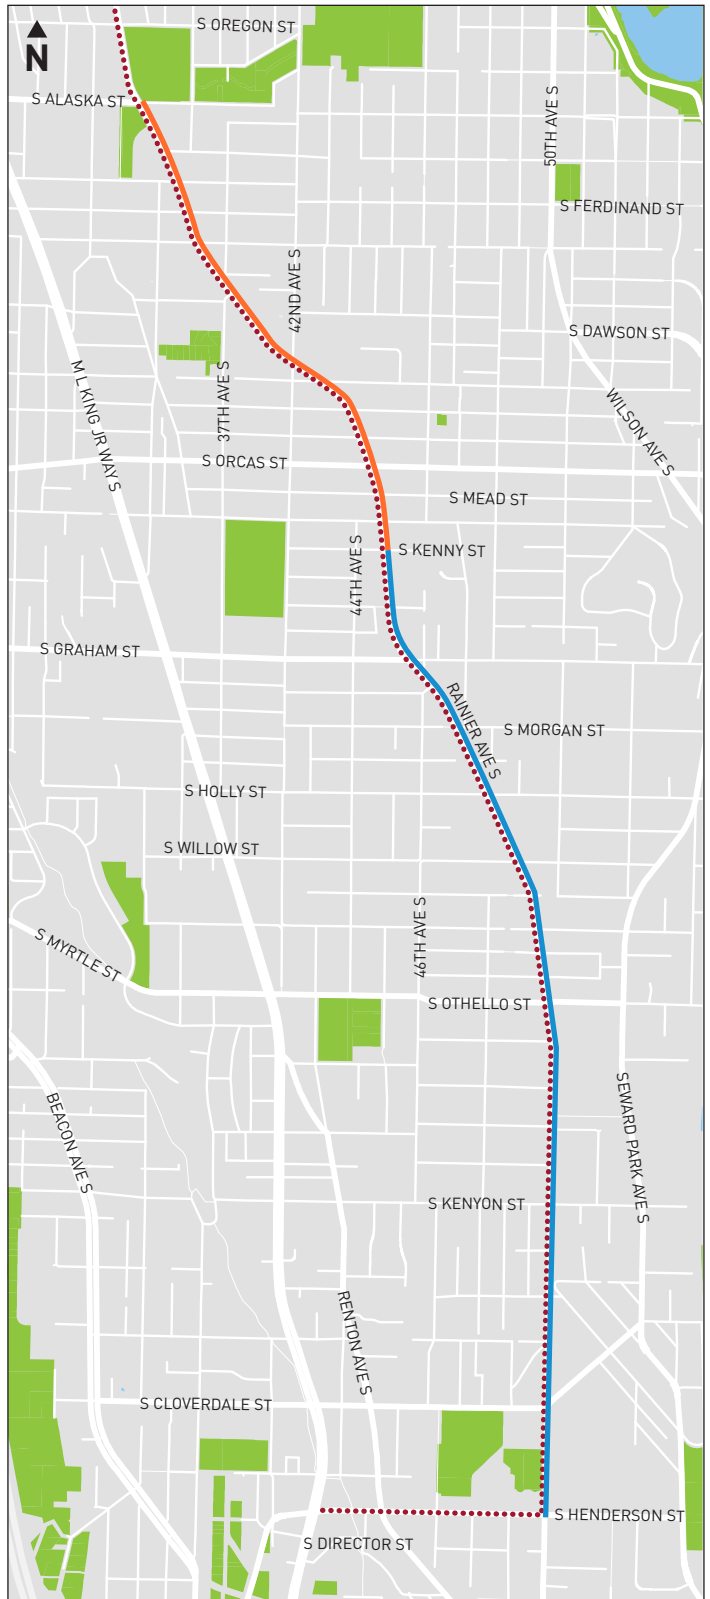 S OREGON ST
N
S ALASKA ST
50TH AVE S
S FERDINAND ST
42ND AVE S
S DAWSON ST
37TH AVE S
M L KING JR WAY S
WILSON AVE S
S ORCAS ST
S MEAD ST
44TH AVE S
S KENNY ST
S GRAHAM ST
RAINIER AVE S
S MORGAN ST
S HOLLY ST
S WILLOW ST
46TH AVE S
S MYRTLE ST
S OTHELLO ST
BEACON AVE S
SEWARD PARK AVE S
S KENYON ST
RENTON AVE S
S CLOVERDALE ST
S HENDERSON ST
S DIRECTOR ST